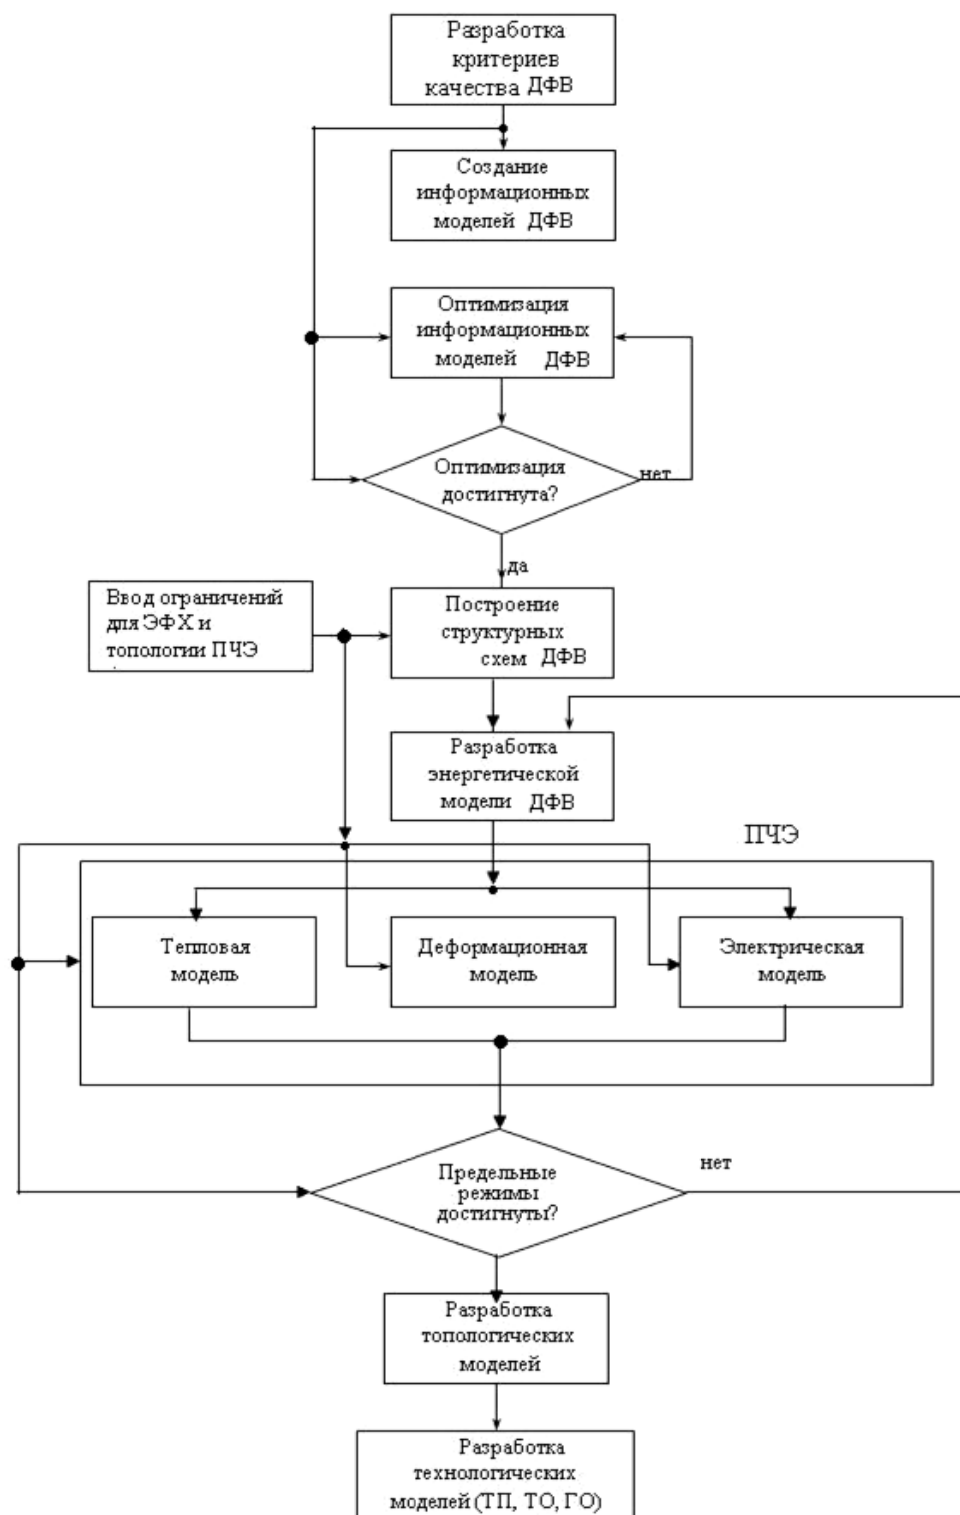 Разработка
критериев
качества ДФВ
Создание
информационных
моделей ДФВ
Оптимизация
информационных
моделей ДФВ
Оптимизация
достигнута?
нет
да
Ввод ограничений
для ЭФХ и
топологии ПЧЭ
Построение
структурных
схем ДФВ
Разработка
энергетической
модели ДФВ
ПЧЭ
Тепловая
модель
Деформационная
модель
Электрическая
модель
Предельные
режимы
достигнуты?
нет
Разработка
топологических
моделей
Разработка
технологических
моделей (ТП, ТО, ГО)